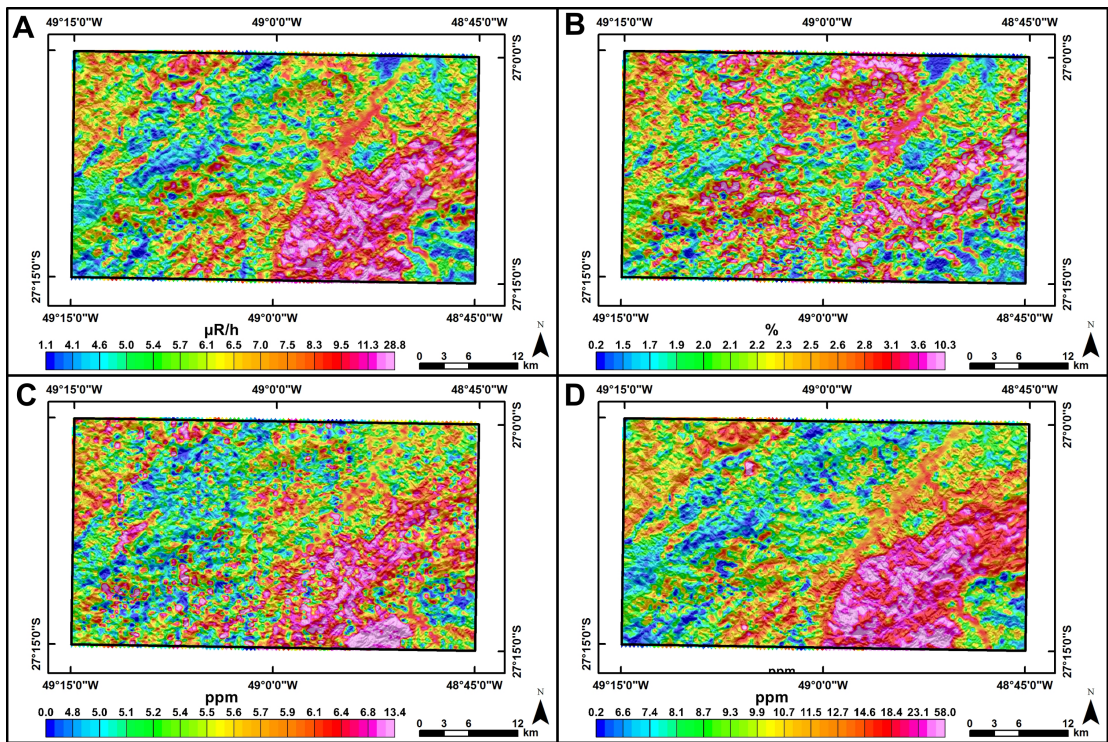 A
49°15'0"W 49°0'0"W 48°45'0"W
27°0'0"S
27°15'0"S
27°15'0"S
49°15'0"W 49°0'0"W 48°45'0"W
µR/h
1.1 4.1 4.6 5.0 5.4 5.7 6.1 6.5 7.0 7.5 8.3 9.5 11.3 28.8
0 3 6 12
km
N
B
49°15'0"W 49°0'0"W 48°45'0"W
27°0'0"S
27°15'0"S
27°15'0"S
49°15'0"W 49°0'0"W 48°45'0"W
%
0.2 1.5 1.7 1.9 2.0 2.1 2.2 2.3 2.5 2.6 2.8 3.1 3.6 10.3
0 3 6 12
km
N
C
49°15'0"W 49°0'0"W 48°45'0"W
27°0'0"S
27°15'0"S
27°15'0"S
49°15'0"W 49°0'0"W 48°45'0"W
ppm
0.0 4.8 5.0 5.1 5.2 5.4 5.5 5.6 5.7 5.9 6.1 6.4 6.8 13.4
0 3 6 12
km
N
D
49°15'0"W 49°0'0"W 48°45'0"W
27°0'0"S
27°15'0"S
27°15'0"S
ppm
49°15'0"W 49°0'0"W 48°45'0"W
ppm
0.2 6.6 7.4 8.1 8.7 9.3 9.9 10.7 11.5 12.7 14.6 18.4 23.1 58.0
0 3 6 12
km
N